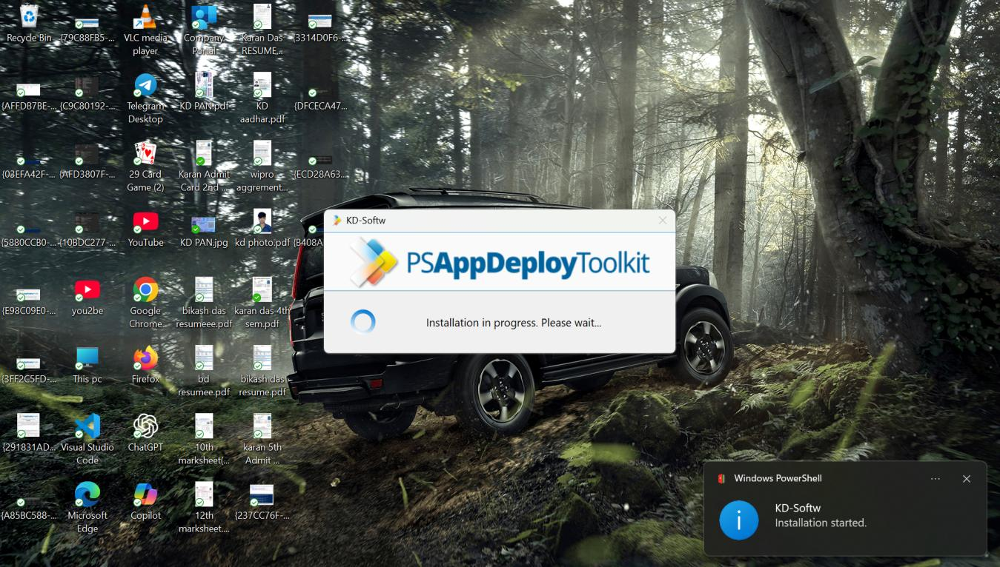 Recycle Bin
{79C88FB5-...
VLC media
player
Company
Portal
Karan Das
RESUME...
{3314D0F6-...
{AFFDB7BE-...
{C9C80192-...
Telegram
Desktop
KD PAN.pdf
KD
aadhar.pdf
{DFCECA47...
{03EFA42F-...
{AFD3807F-...
29 Card
Game (2)
Karan Admit
Card 2nd ...
wipro
aggrement...
{ECD28A63...
{5880CCB0-...
{10BDC277-...
YouTube
KD PAN.jpg
kd photo.pdf
{B408A
{E98C09E0-...
you2be
Google
Chrome
bikash das
resumeee.pdf
karan das 4th
sem.pdf
{3FF2C5FD-...
This pc
Firefox
bd
resumee.pdf
bikash das
resume.pdf
{291831AD...
Visual Studio
Code
ChatGPT
10th
marksheet(...
karan 5th
Admit ...
{A85BC588-...
Microsoft
Edge
Copilot
12th
marksheet....
{237CC76F-...
KD-Softw
PSAppDeployToolkit
Installation in progress. Please wait...
Windows PowerShell
KD-Softw
Installation started.